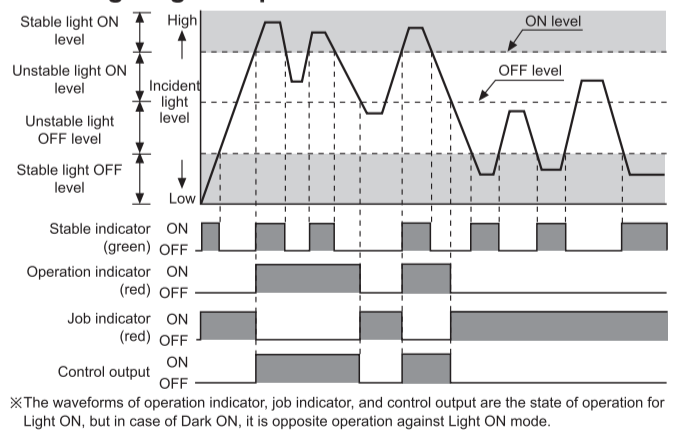 Stable light ON
level
Unstable light ON
level
Unstable light
OFF level
Stable light OFF
level
High
Incident
light
level
Low
ON level
OFF level
Stable indicator
(green)
ON
OFF
Operation indicator
(red)
ON
OFF
Job indicator
(red)
ON
OFF
Control output
ON
OFF
※The waveforms of operation indicator, job indicator, and control output are the state of operation for
Light ON, but in case of Dark ON, it is opposite operation against Light ON mode.